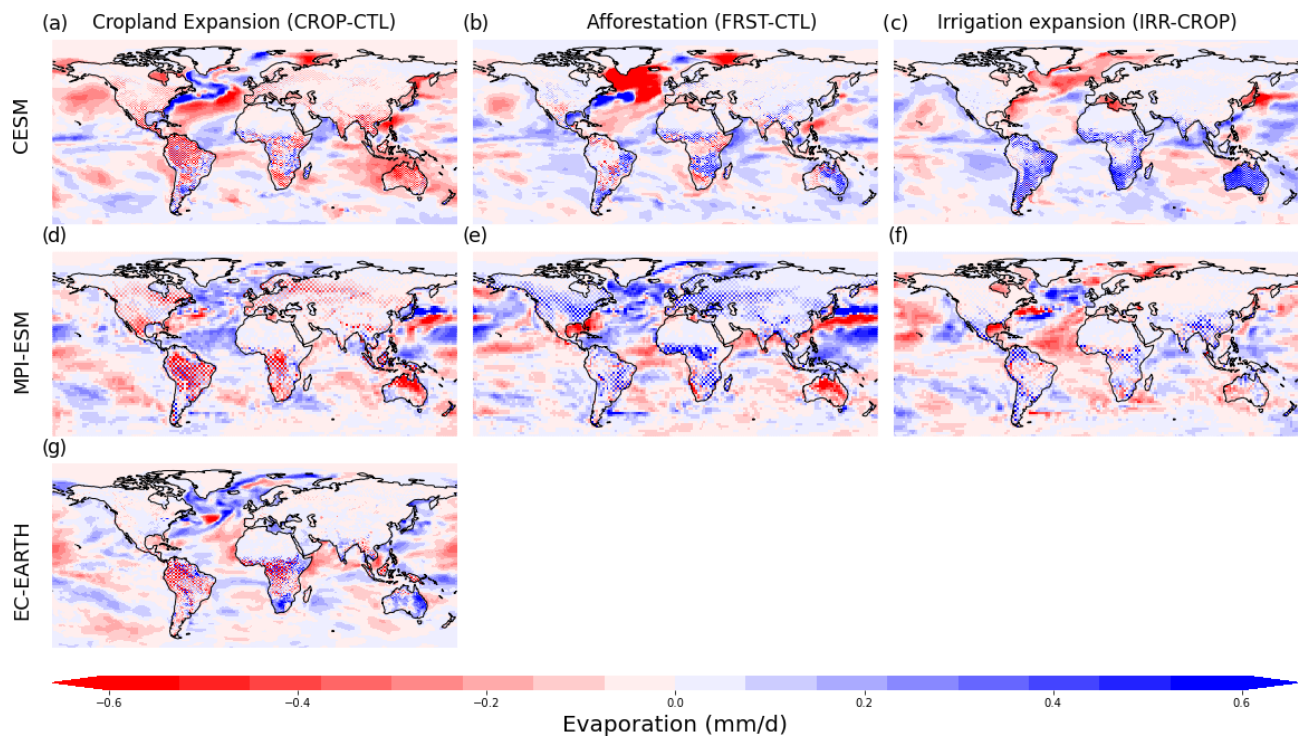 (a) Cropland Expansion (CROP-CTL)
(b) Afforestation (FRST-CTL)
(c) Irrigation expansion (IRR-CROP)
CESM
(d)
(e)
(f)
MPI-ESM
(g)
EC-EARTH
−0.6 −0.4 −0.2 0.0 0.2 0.4 0.6
Evaporation (mm/d)